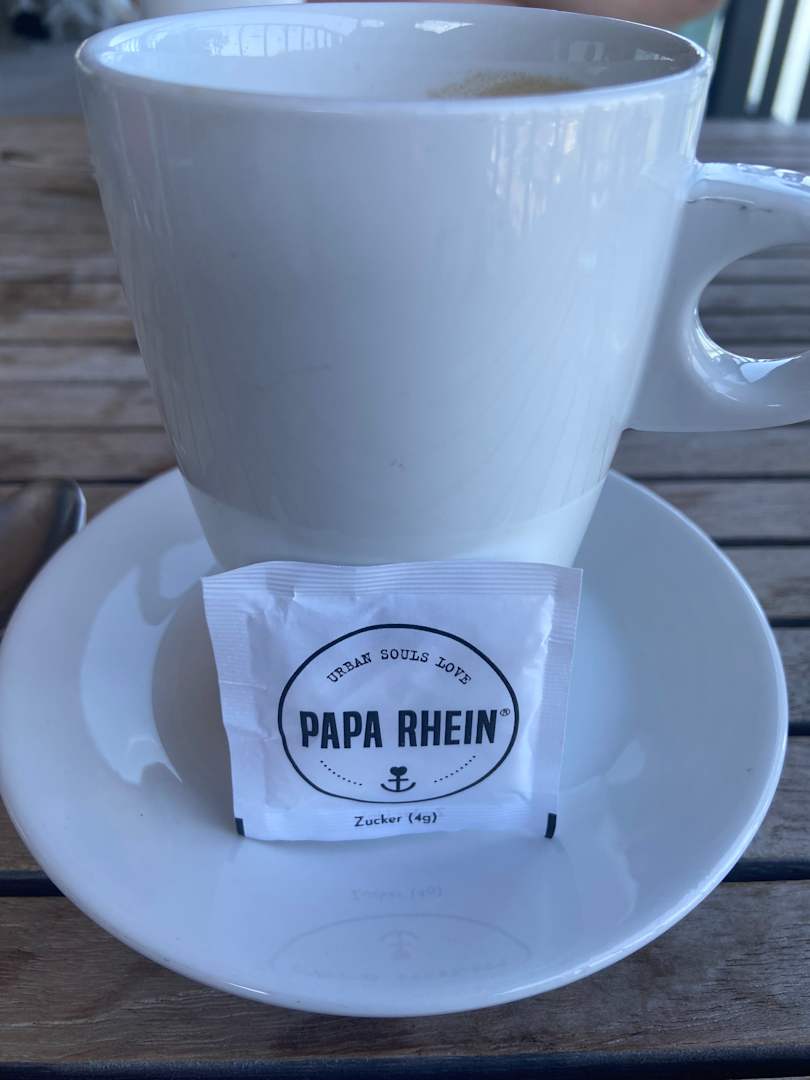 URBAN SOULS LOVE
PAPA RHEIN®
Zucker (4g)